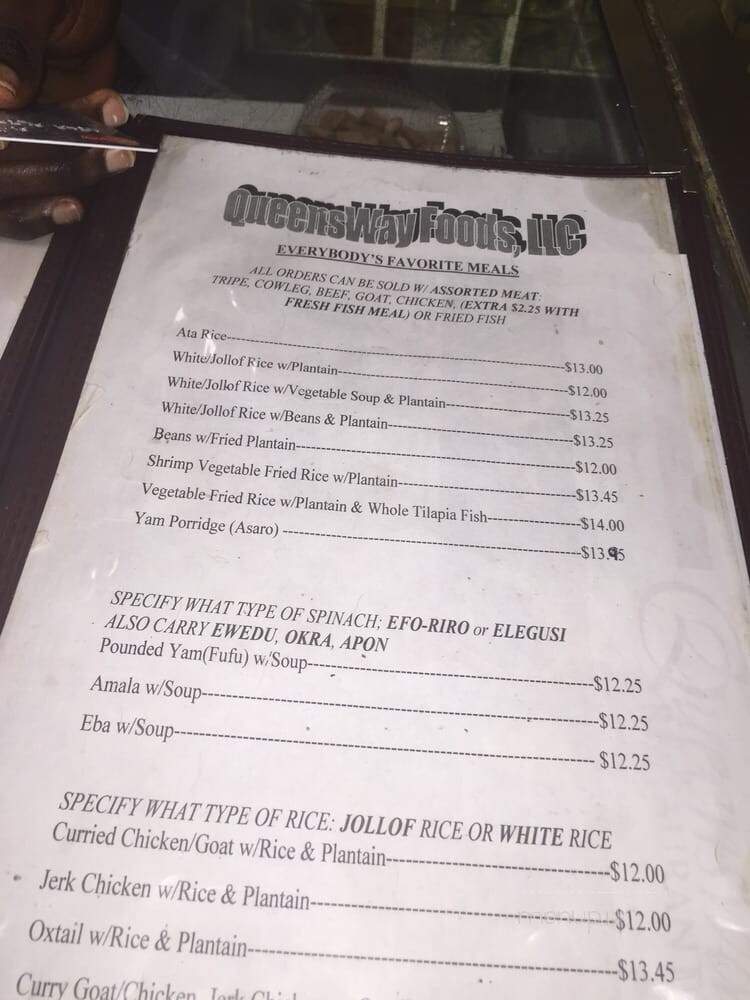 QueensWay Foods, LLC
EVERYBODY'S FAVORITE MEALS
ALL ORDERS CAN BE SOLD W/ ASSORTED MEAT:
TRIPE, COWLEG, BEEF, GOAT, CHICKEN, (EXTRA $2.25 WITH
FRESH FISH MEAL) OR FRIED FISH
Ata Rice---$13.00
White/Jollof Rice w/Plantain---$12.00
White/Jollof Rice w/Vegetable Soup & Plantain---$13.25
White/Jollof Rice w/Beans & Plantain---$13.25
Beans w/Fried Plantain---$12.00
Shrimp Vegetable Fried Rice w/Plantain---$13.45
Vegetable Fried Rice w/Plantain & Whole Tilapia Fish---$14.00
Yam Porridge (Asaro) ---$13.95
SPECIFY WHAT TYPE OF SPINACH; EFO-RIRO or ELEGUSI
ALSO CARRY EWEDU, OKRA, APON
Pounded Yam(Fufu) w/Soup---$12.25
Amala w/Soup---$12.25
Eba w/Soup--- $12.25
SPECIFY WHAT TYPE OF RICE: JOLLOF RICE OR WHITE RICE
Curried Chicken/Goat w/Rice & Plantain---$12.00
Jerk Chicken w/Rice & Plantain---$12.00
Oxtail w/Rice & Plantain---$13.45
Curry Goat/Chicken, Jerk